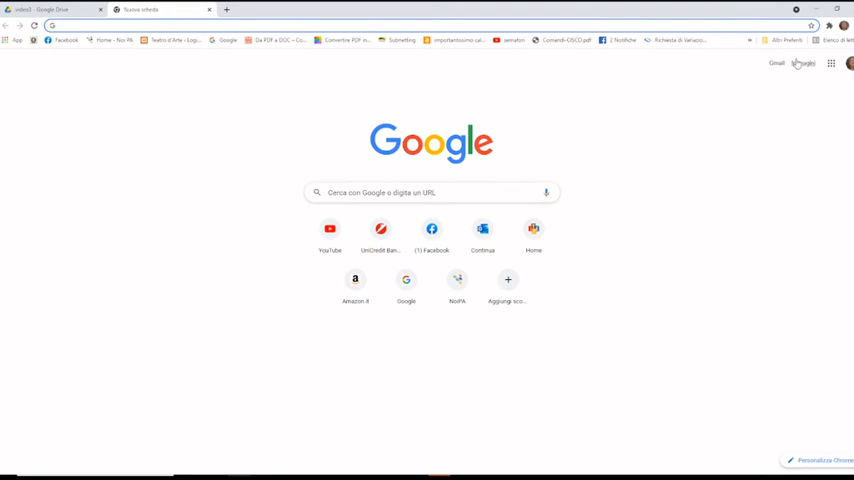 video3 - Google Drive
Nuova scheda
App
Facebook
Home - Noi PA
Teatro d'Arte - Logi...
Google
Da PDF a DOC – Co...
Convertire PDF in...
Subnetting
importantissimo cal...
semafori
Comandi-CISCO.pdf
2 Notifiche
Richiesta di Variazio...
»
Altri Preferiti
Elenco di let
Gmail
Google
Cerca con Google o digita un URL
YouTube
UniCredit Ban...
(1) Facebook
Continua
Home
Amazon.it
Google
NoiPA
Aggiungi sco...
Personalizza Chrome